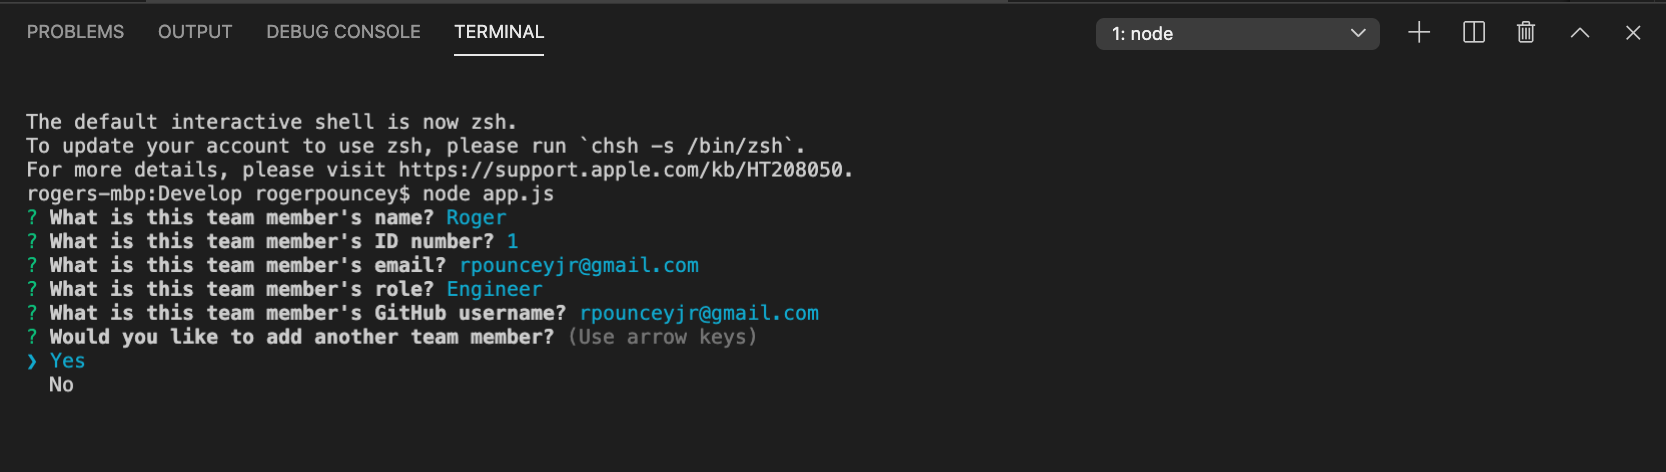 PROBLEMS OUTPUT DEBUG CONSOLE TERMINAL 1: node
The default interactive shell is now zsh.
To update your account to use zsh, please run `chsh -s /bin/zsh`.
For more details, please visit https://support.apple.com/kb/HT208050.
rogers-mbp:Develop rogerpouncey$ node app.js
? What is this team member's name? Roger
? What is this team member's ID number? 1
? What is this team member's email? rpounceyjr@gmail.com
? What is this team member's role? Engineer
? What is this team member's GitHub username? rpounceyjr@gmail.com
? Would you like to add another team member? (Use arrow keys)
❯ Yes
No